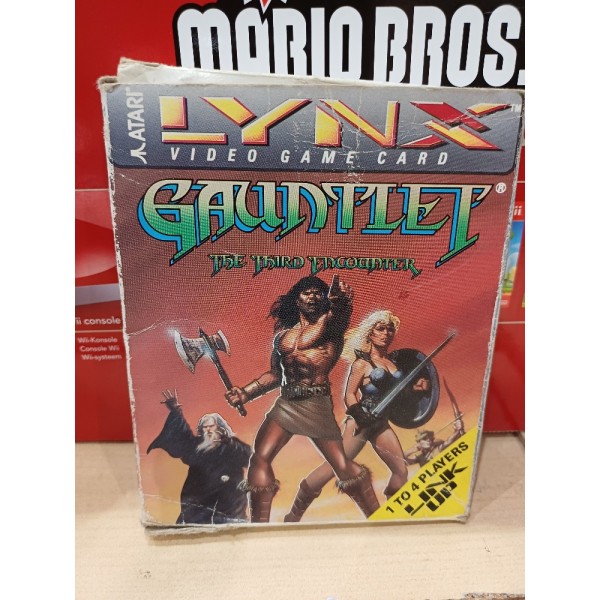 MARIO BROS.
ATARI
LYNX
™
VIDEO GAME CARD
GAUNTLET®
THE THIRD ENCOUNTER
ii console
Wii-Konsole
Console Wii
Wii-systeem
1 TO 4 PLAYERS
LINK
UP